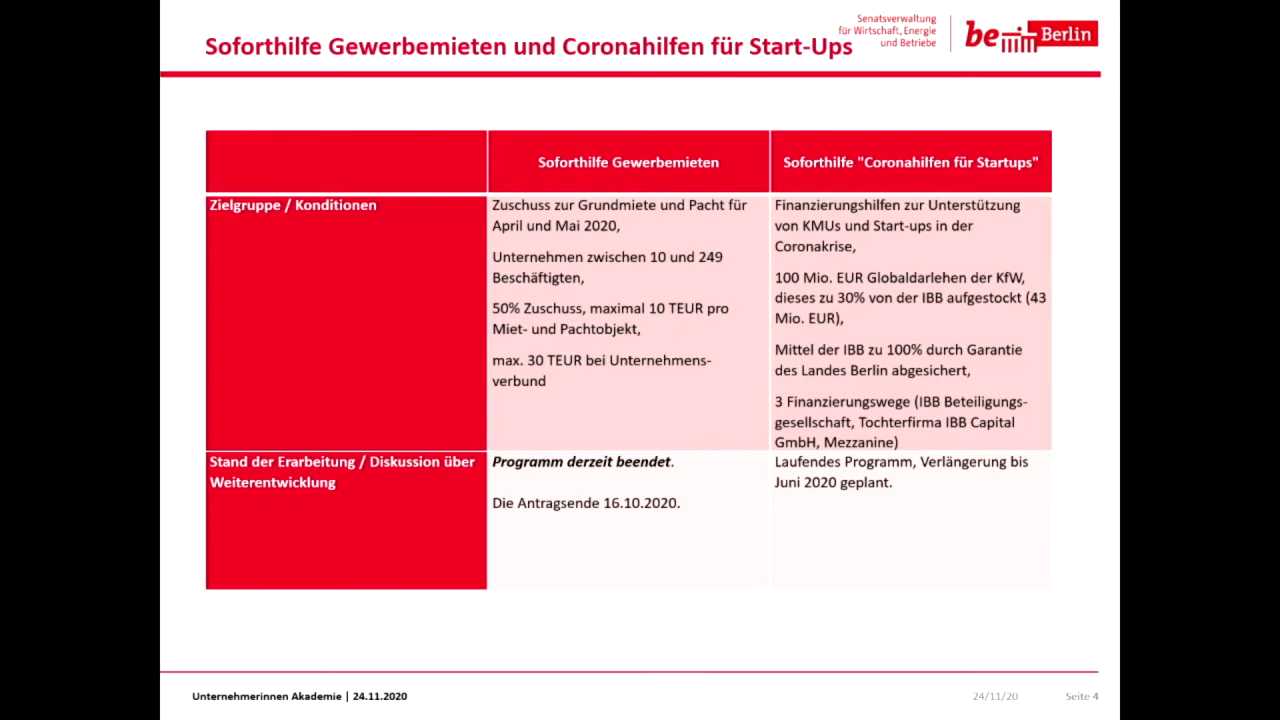 Soforthilfe Gewerbemieten und Coronahilfen für Start-Ups
Senatsverwaltung
für Wirtschaft, Energie
und Betriebe
be Berlin
Soforthilfe Gewerbemieten
Soforthilfe "Coronahilfen für Startups"
Zielgruppe / Konditionen
Zuschuss zur Grundmiete und Pacht für
April und Mai 2020,
Unternehmen zwischen 10 und 249
Beschäftigten,
50% Zuschuss, maximal 10 TEUR pro
Miet- und Pachtobjekt,
max. 30 TEUR bei Unternehmens-
verbund
Finanzierungshilfen zur Unterstützung
von KMUs und Start-ups in der
Coronakrise,
100 Mio. EUR Globaldarlehen der KfW,
dieses zu 30% von der IBB aufgestockt (43
Mio. EUR),
Mittel der IBB zu 100% durch Garantie
des Landes Berlin abgesichert,
3 Finanzierungswege (IBB Beteiligungs-
gesellschaft, Tochterfirma IBB Capital
GmbH, Mezzanine)
Stand der Erarbeitung / Diskussion über
Weiterentwicklung
Programm derzeit beendet.
Die Antragsende 16.10.2020.
Laufendes Programm, Verlängerung bis
Juni 2020 geplant.
Unternehmerinnen Akademie | 24.11.2020
24/11/20
Seite 4